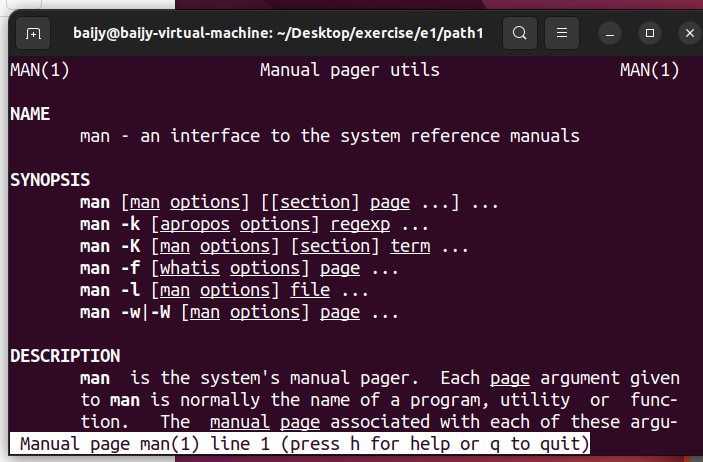 baijy@baijy-virtual-machine: ~/Desktop/exercise/e1/path1
MAN(1) Manual pager utils MAN(1)
NAME
man - an interface to the system reference manuals
SYNOPSIS
man [man options] [[section] page ...] ...
man -k [apropos options] regexp ...
man -K [man options] [section] term ...
man -f [whatis options] page ...
man -l [man options] file ...
man -w|-W [man options] page ...
DESCRIPTION
man is the system's manual pager. Each page argument given
to man is normally the name of a program, utility or func-
tion. The manual page associated with each of these argu-
Manual page man(1) line 1 (press h for help or q to quit)